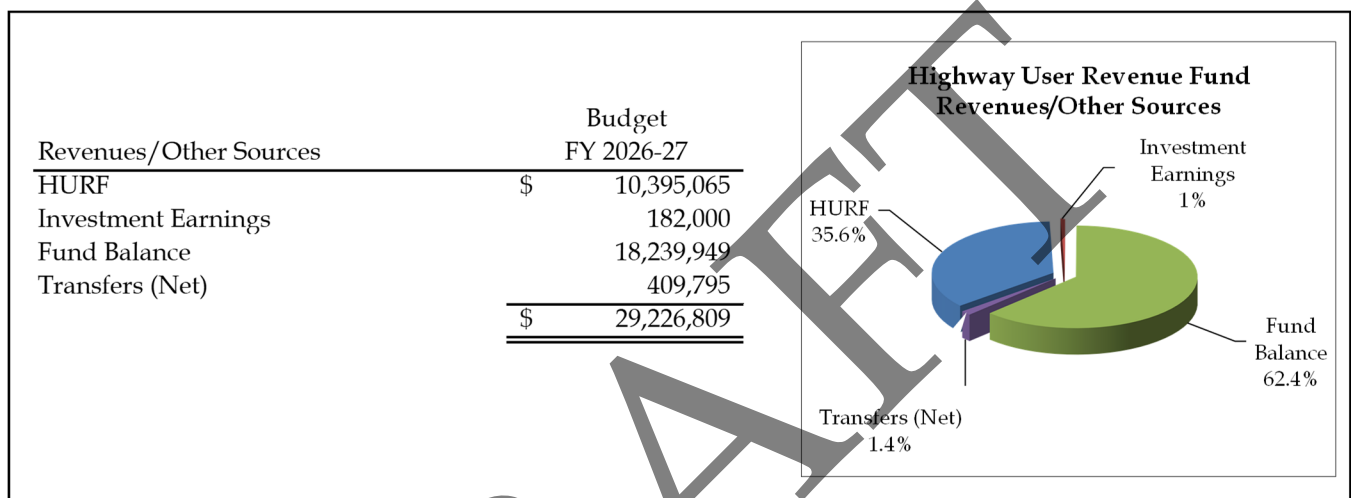 Budget
Revenues/Other Sources FY 2026-27
HURF $ 10,395,065
Investment Earnings 182,000
Fund Balance 18,239,949
Transfers (Net) 409,795
$ 29,226,809
Highway User Revenue Fund
Revenues/Other Sources
Investment
Earnings
1%
HURF
35.6%
Fund
Balance
62.4%
Transfers (Net)
1.4%
AFT